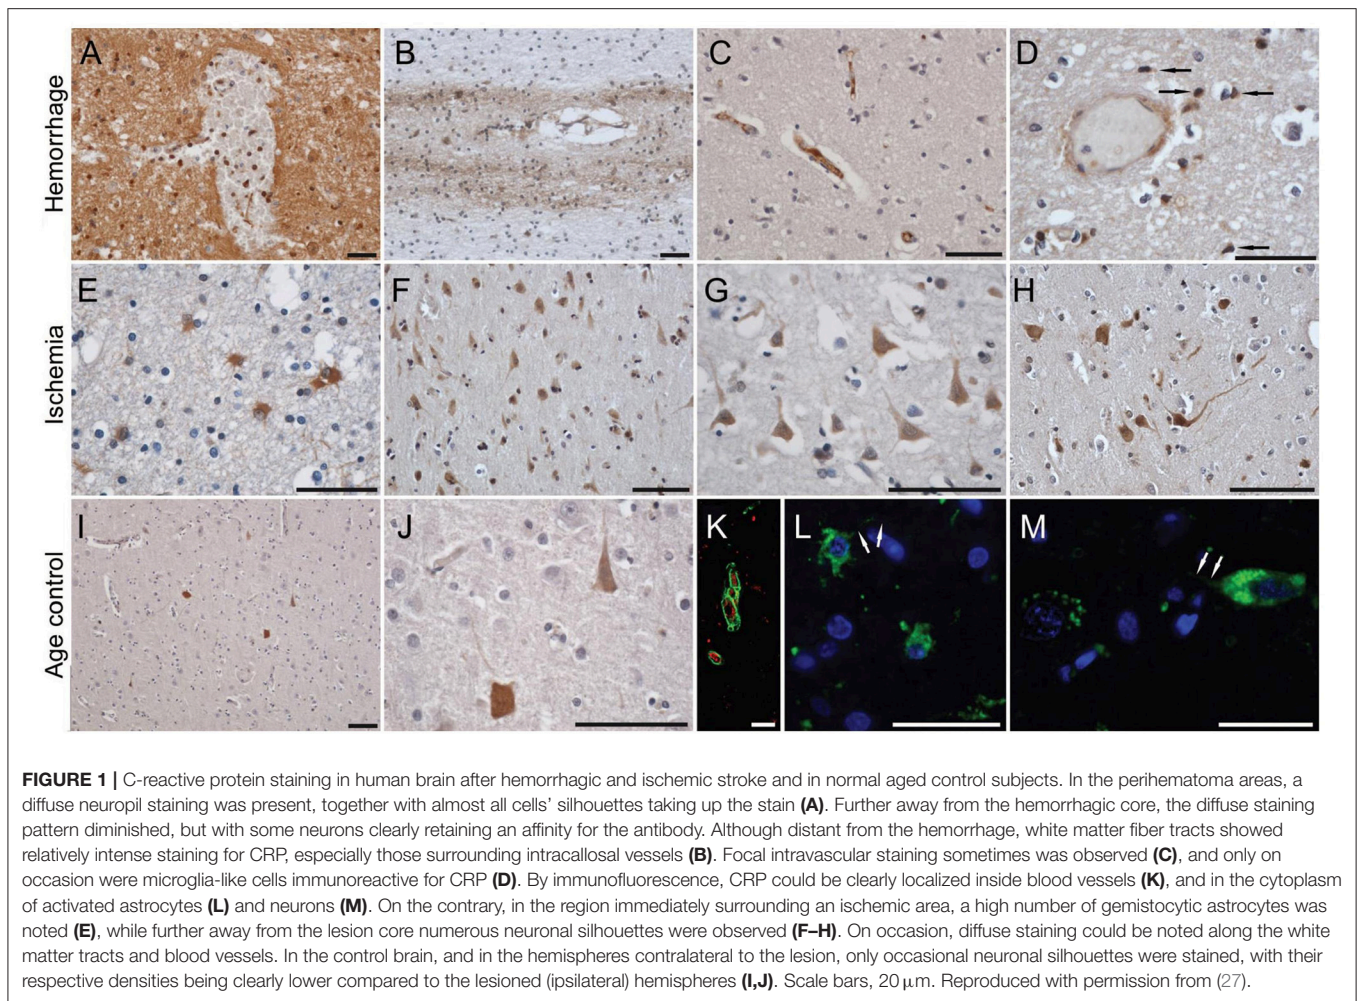 Hemorrhage
A
B
C
D
Ischemia
E
F
G
H
Age control
I
J
K
L
M
FIGURE 1 | C-reactive protein staining in human brain after hemorrhagic and ischemic stroke and in normal aged control subjects. In the perihematoma areas, a
diffuse neuropil staining was present, together with almost all cells’ silhouettes taking up the stain (A). Further away from the hemorrhagic core, the diffuse staining
pattern diminished, but with some neurons clearly retaining an affinity for the antibody. Although distant from the hemorrhage, white matter fiber tracts showed
relatively intense staining for CRP, especially those surrounding intracallosal vessels (B). Focal intravascular staining sometimes was observed (C), and only on
occasion were microglia-like cells immunoreactive for CRP (D). By immunofluorescence, CRP could be clearly localized inside blood vessels (K), and in the cytoplasm
of activated astrocytes (L) and neurons (M). On the contrary, in the region immediately surrounding an ischemic area, a high number of gemistocytic astrocytes was
noted (E), while further away from the lesion core numerous neuronal silhouettes were observed (F–H). On occasion, diffuse staining could be noted along the white
matter tracts and blood vessels. In the control brain, and in the hemispheres contralateral to the lesion, only occasional neuronal silhouettes were stained, with their
respective densities being clearly lower compared to the lesioned (ipsilateral) hemispheres (I,J). Scale bars, 20 μm. Reproduced with permission from (27).